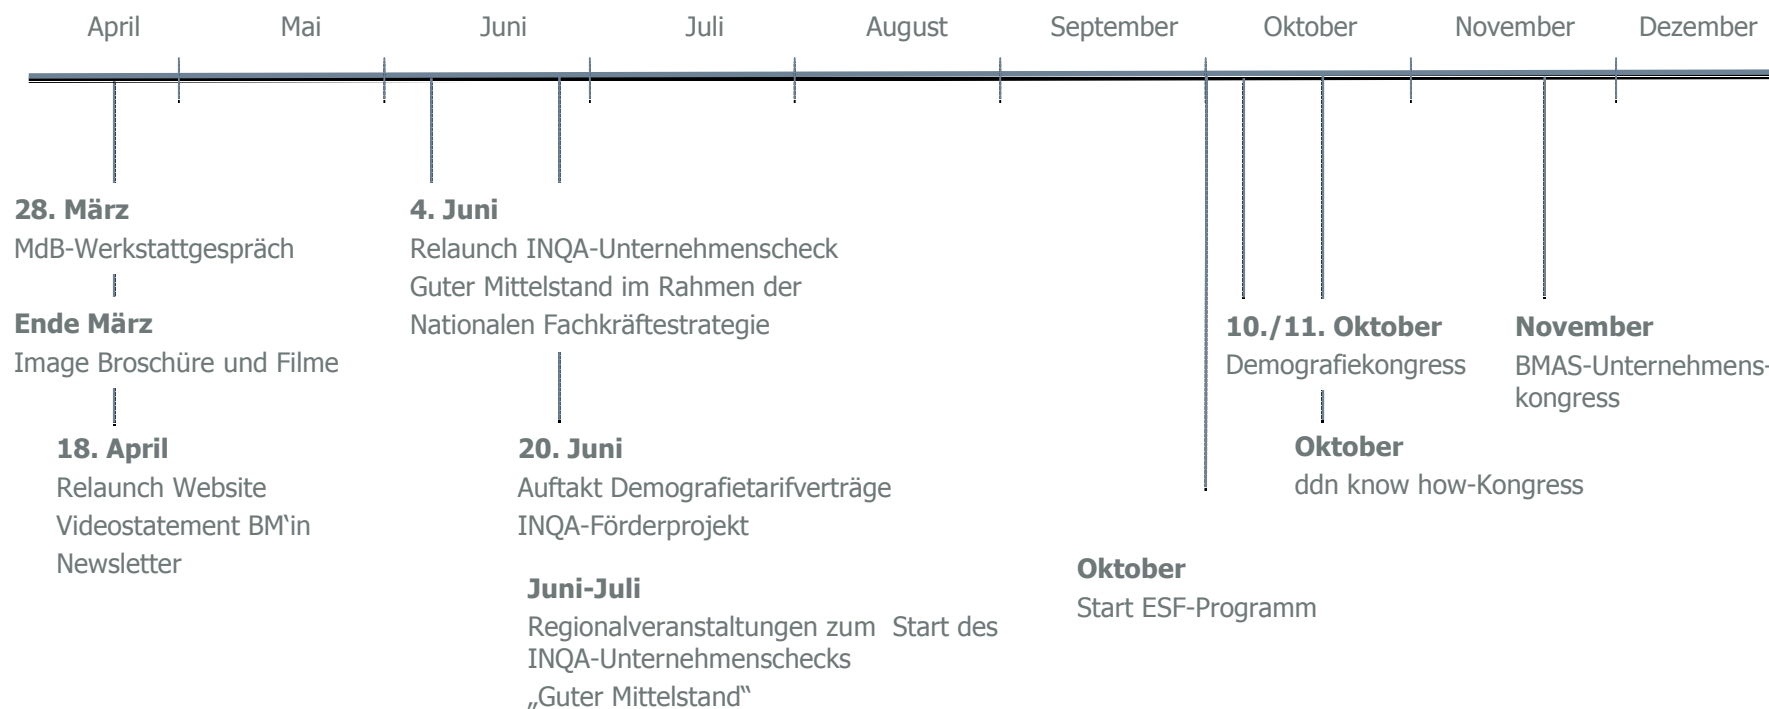 April Mai Juni Juli August September Oktober November Dezember
28. März
MdB-Werkstattgespräch
Ende März
Image Broschüre und Filme
18. April
Relaunch Website
Videostatement BM‘in
Newsletter
4. Juni
Relaunch INQA-Unternehmenscheck
Guter Mittelstand im Rahmen der
Nationalen Fachkräftestrategie
20. Juni
Auftakt Demografietarifverträge
INQA-Förderprojekt
Juni-Juli
Regionalveranstaltungen zum Start des
INQA-Unternehmenschecks
„Guter Mittelstand“
Oktober
Start ESF-Programm
10./11. Oktober
Demografiekongress
Oktober
ddn know how-Kongress
November
BMAS-Unternehmens-
kongress